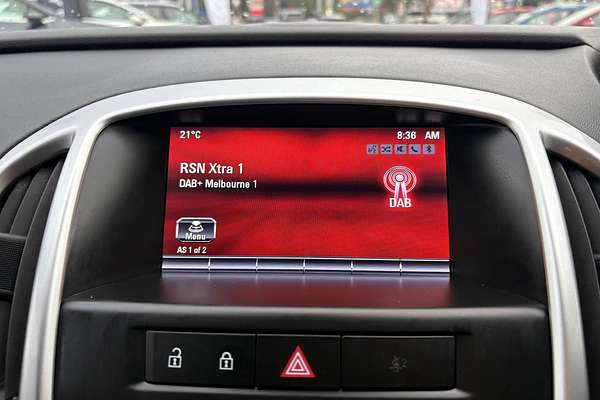 21°C 8:36 AM
RSN Xtra 1
DAB+ Melbourne 1
DAB
Menu
AS 1 of 2